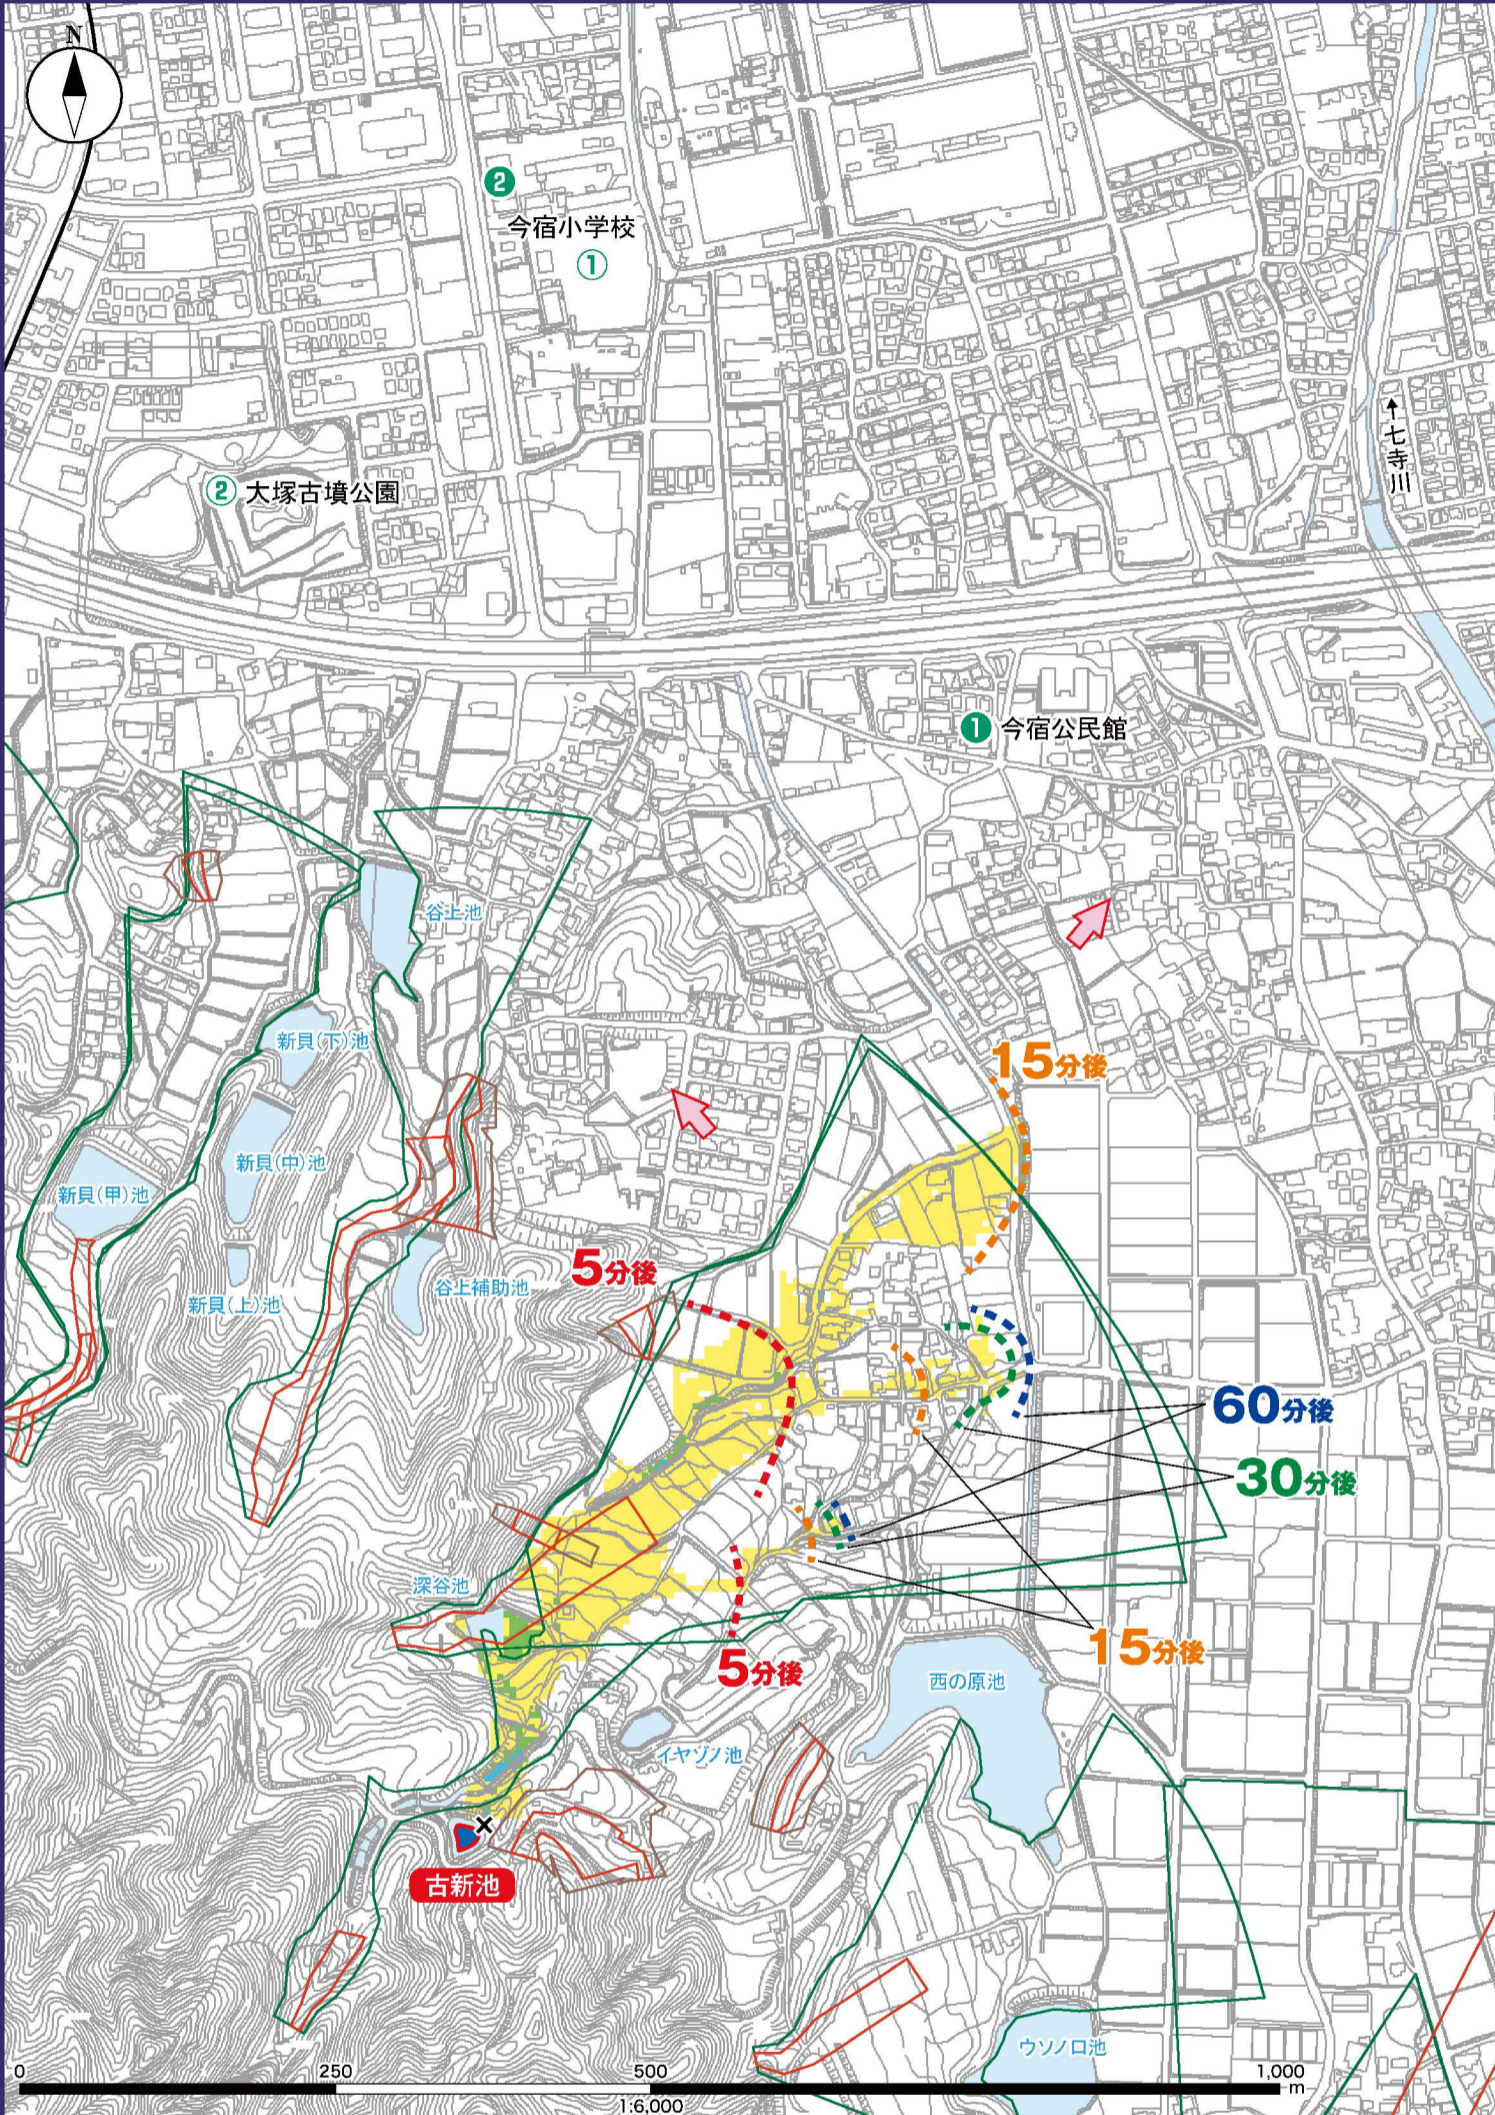 N
②
今宿小学校
①
② 大塚古墳公園
↑七寺川
① 今宿公民館
谷上池
新貝(下)池
15分後
新貝(中)池
新貝(甲)池
5分後
谷上補助池
新貝(上)池
60分後
30分後
深谷池
15分後
5分後
西の原池
イヤゾノ池
×
古新池
ウソノ口池
0
250
500
1,000
m
1:6,000